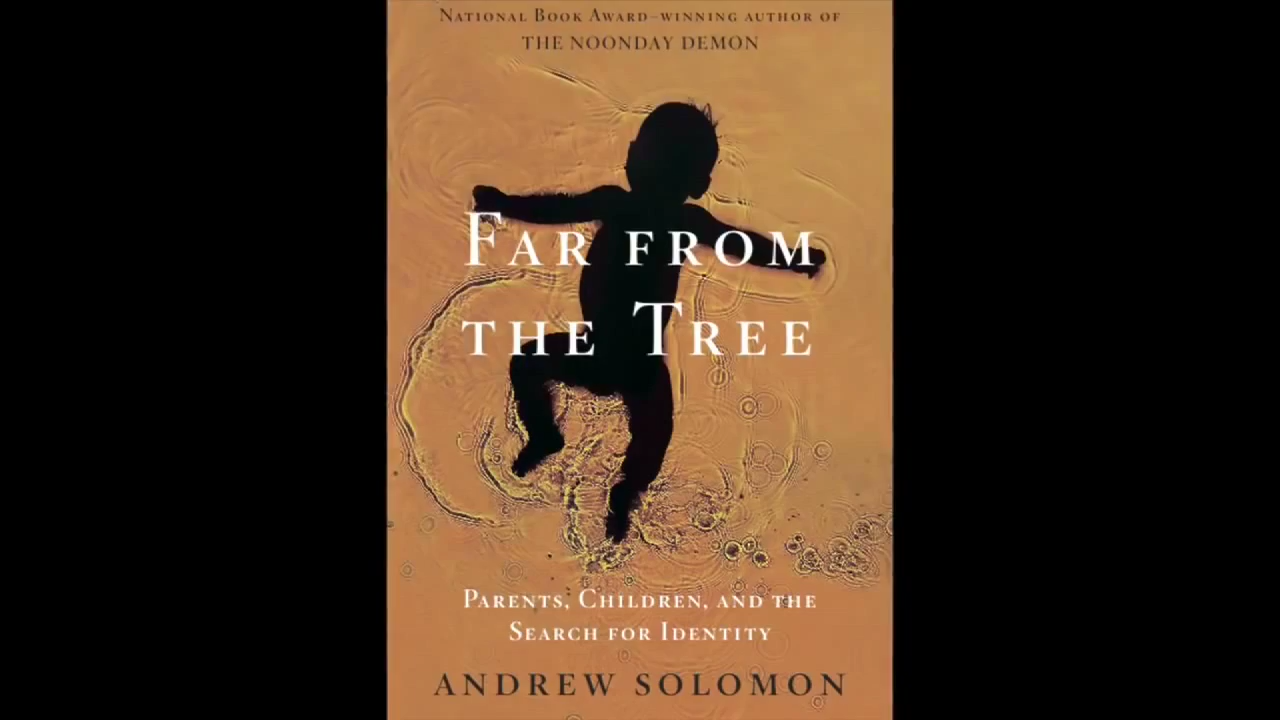 National Book Award–winning author of
THE NOONDAY DEMON
Far from
the Tree
Parents, Children, and the
Search for Identity
ANDREW SOLOMON